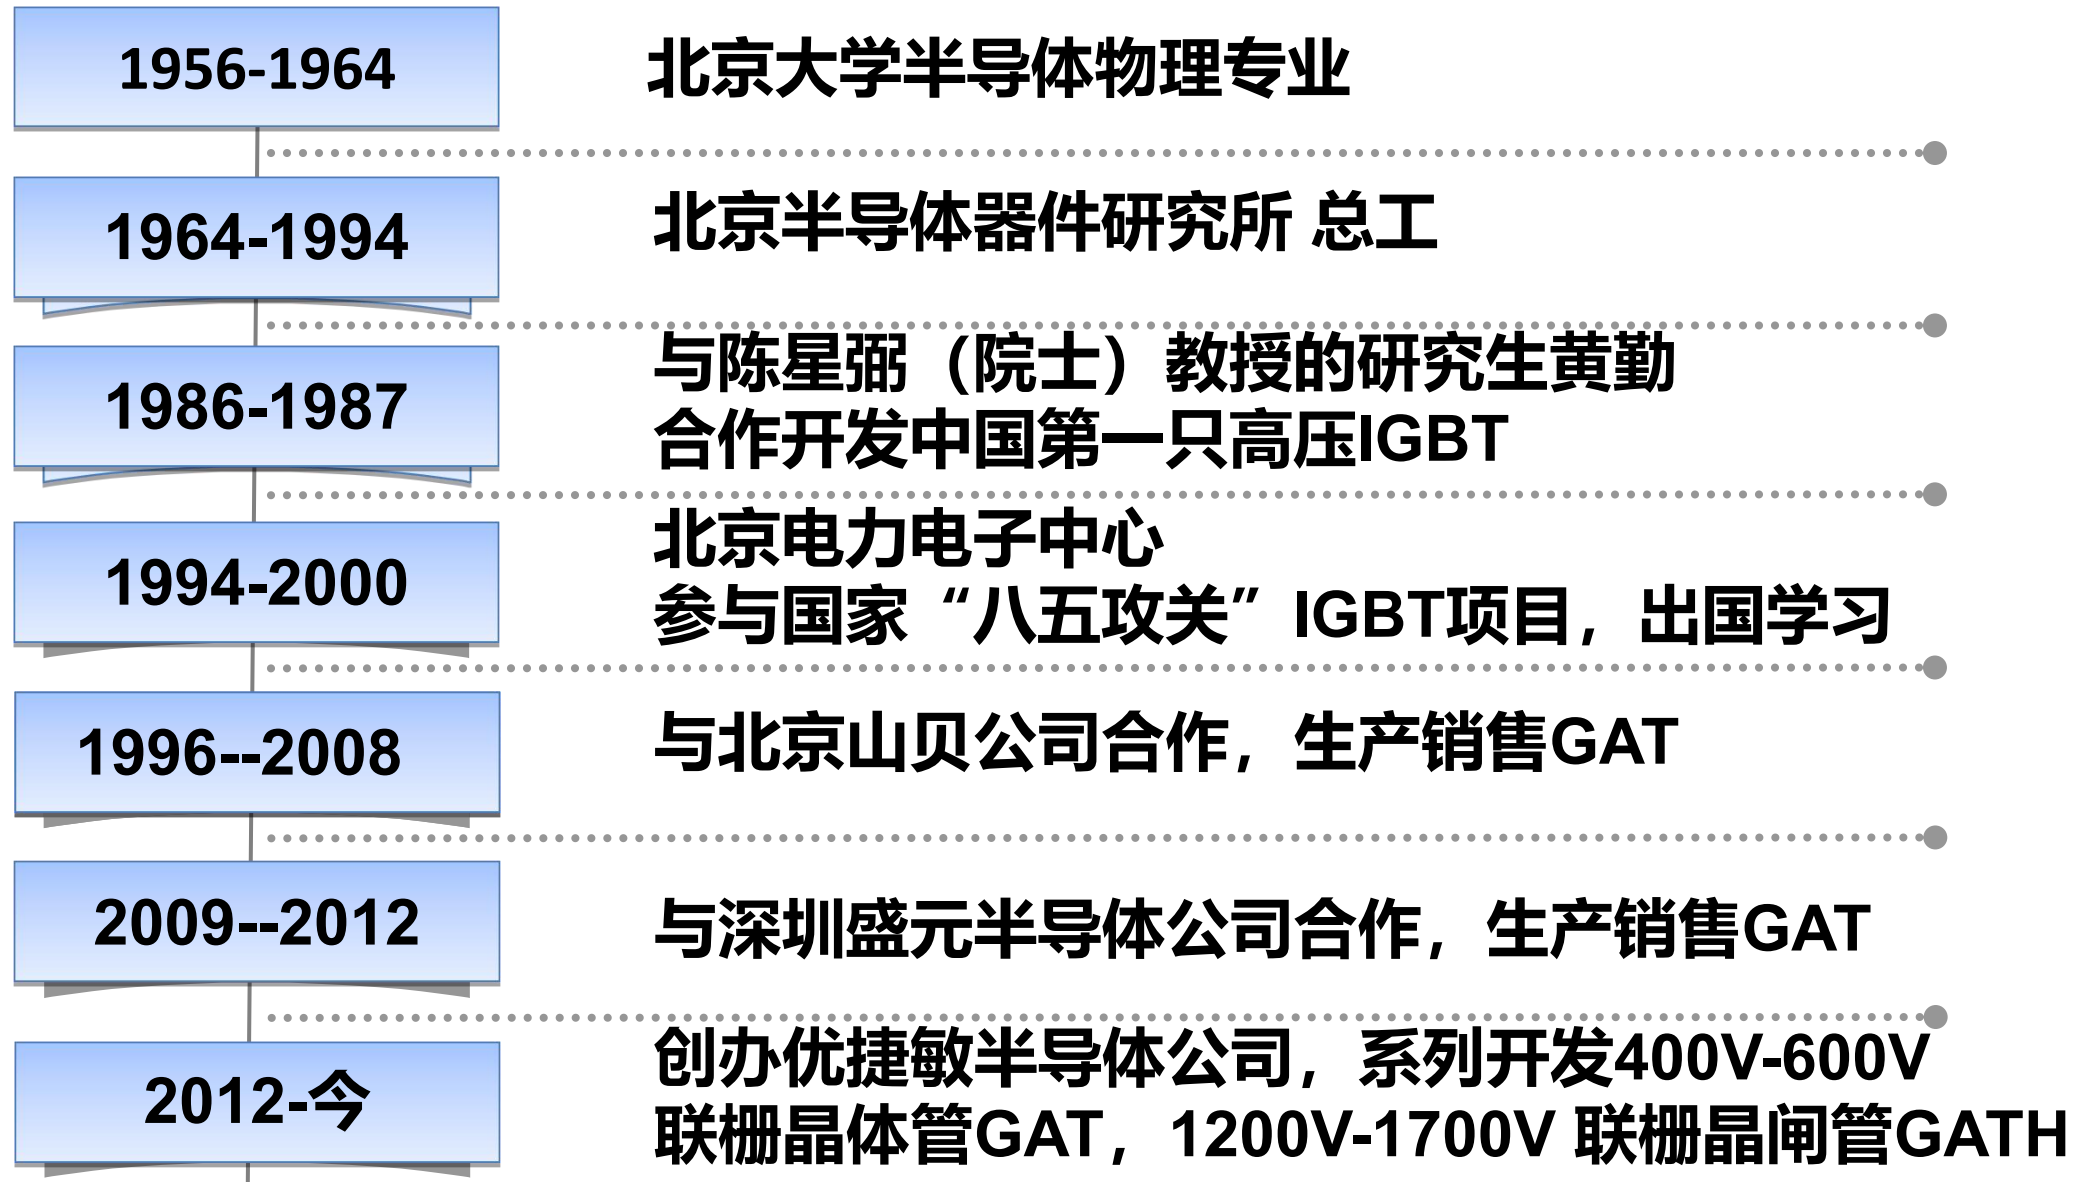 1956-1964
北京大学半导体物理专业
1964-1994
北京半导体器件研究所 总工
1986-1987
与陈星弼（院士）教授的研究生黄勤
合作开发中国第一只高压IGBT
1994-2000
北京电力电子中心
参与国家“八五攻关”IGBT项目，出国学习
1996--2008
与北京山贝公司合作，生产销售GAT
2009--2012
与深圳盛元半导体公司合作，生产销售GAT
2012-今
创办优捷敏半导体公司，系列开发400V-600V
联栅晶体管GAT，1200V-1700V 联栅晶闸管GATH